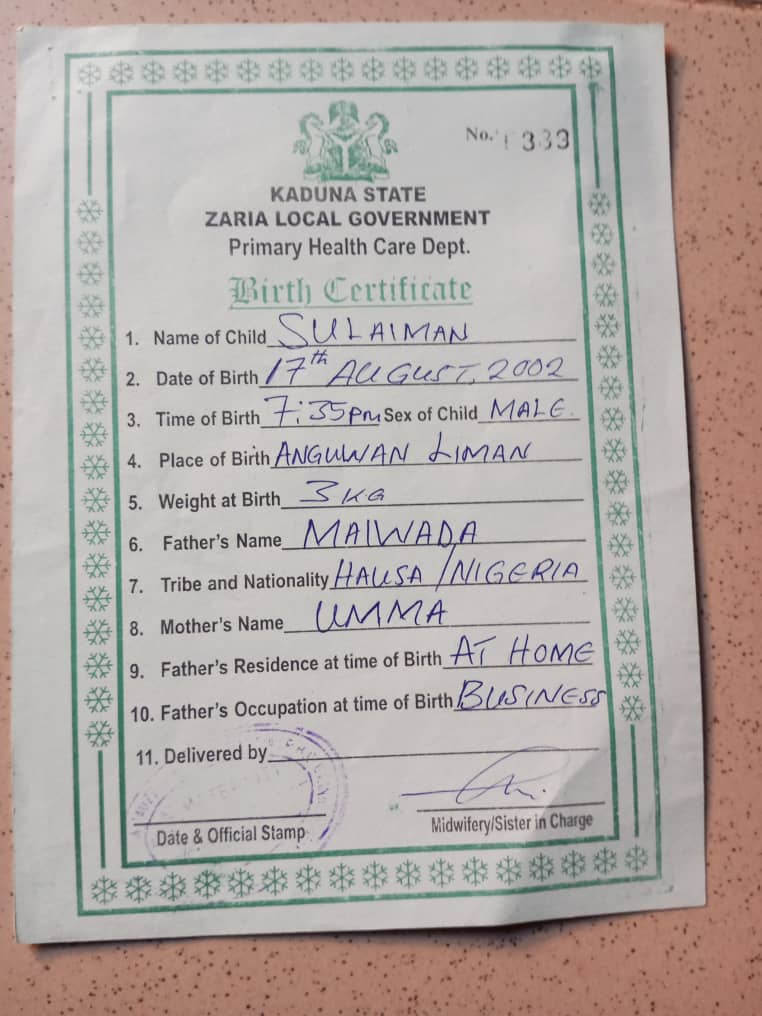 No. 1383
KADUNA STATE
ZARIA LOCAL GOVERNMENT
Primary Health Care Dept.
Birth Certificate
1. Name of Child SULAIMAN
2. Date of Birth 17th AUGUST, 2002
3. Time of Birth 7:35pm Sex of Child MALE.
4. Place of Birth ANGUWAN LIMAN
5. Weight at Birth 3KG
6. Father's Name MAIWADA
7. Tribe and Nationality HAUSA/NIGERIA
8. Mother's Name UMMA
9. Father's Residence at time of Birth AT HOME
10. Father's Occupation at time of Birth BUSINESS
11. Delivered by
Date & Official Stamp
Midwifery/Sister in Charge